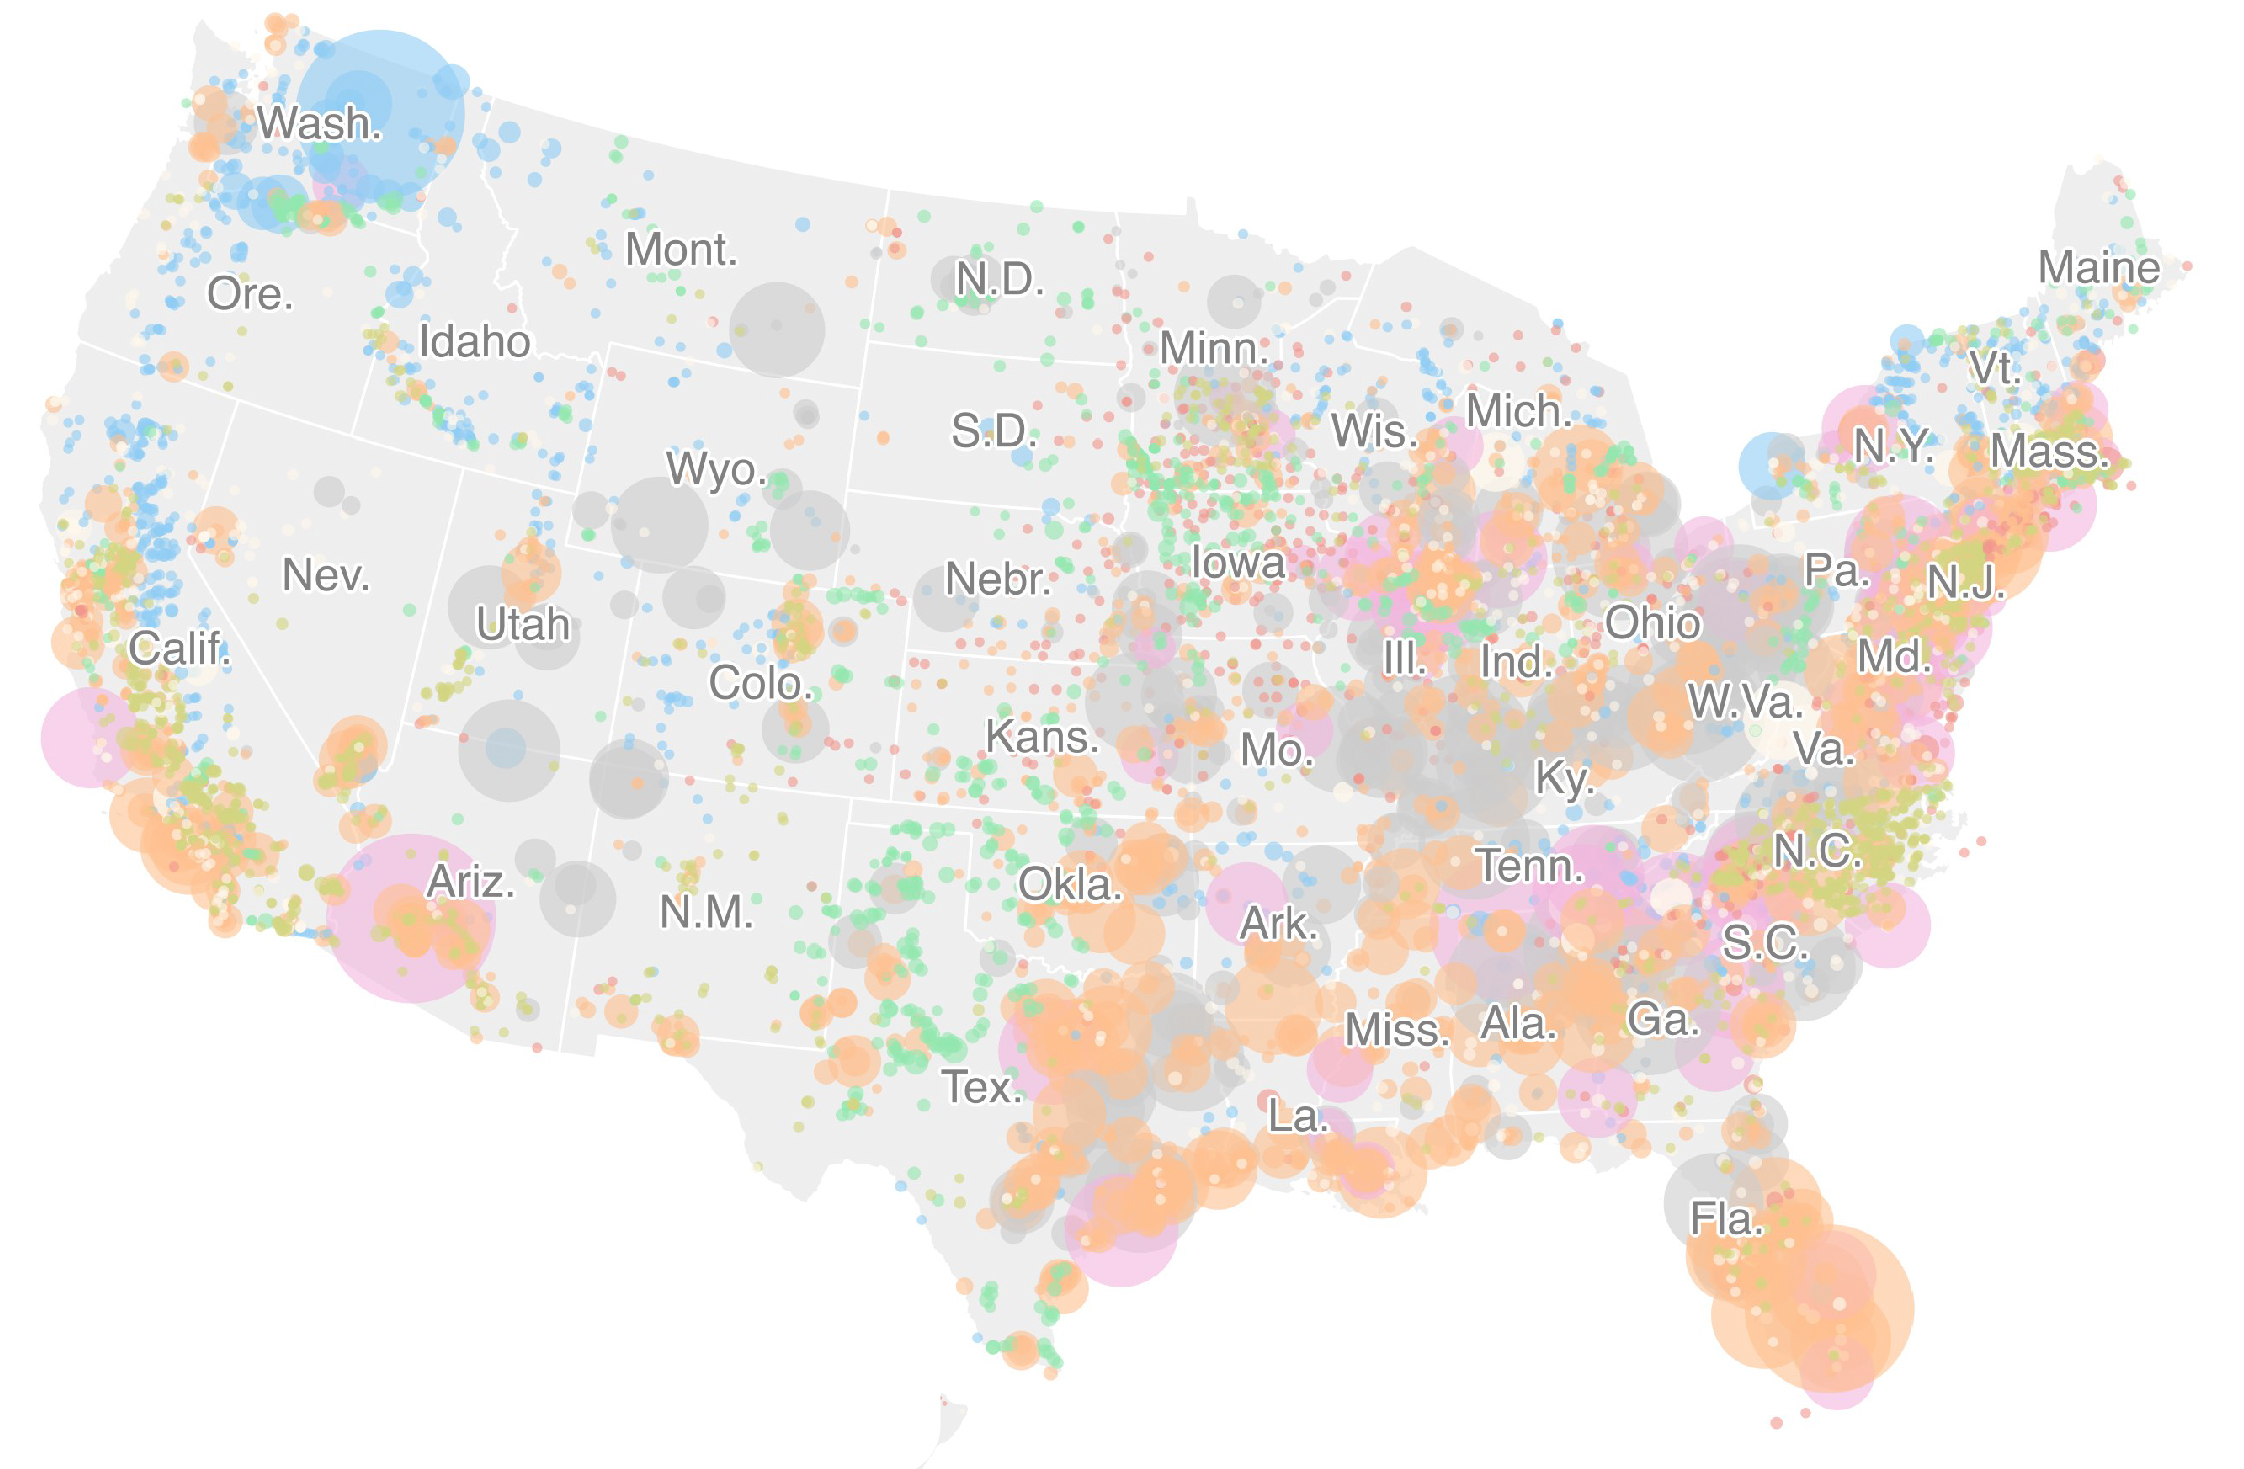 Wash.
Maine
Mont.
N.D.
Ore.
Idaho
Minn.
Vt.
Mich.
S.D.
Wis.
N.Y.
Mass.
Wyo.
Iowa
Pa.
Nev.
Nebr.
N.J.
Utah
Ohio
Calif.
Ill.
Ind.
Md.
Colo.
W.Va.
Kans.
Mo.
Va.
Ky.
N.C.
Tenn.
Ariz.
Okla.
N.M.
Ark.
S.C.
Miss.
Ala.
Ga.
Tex.
La.
Fla.